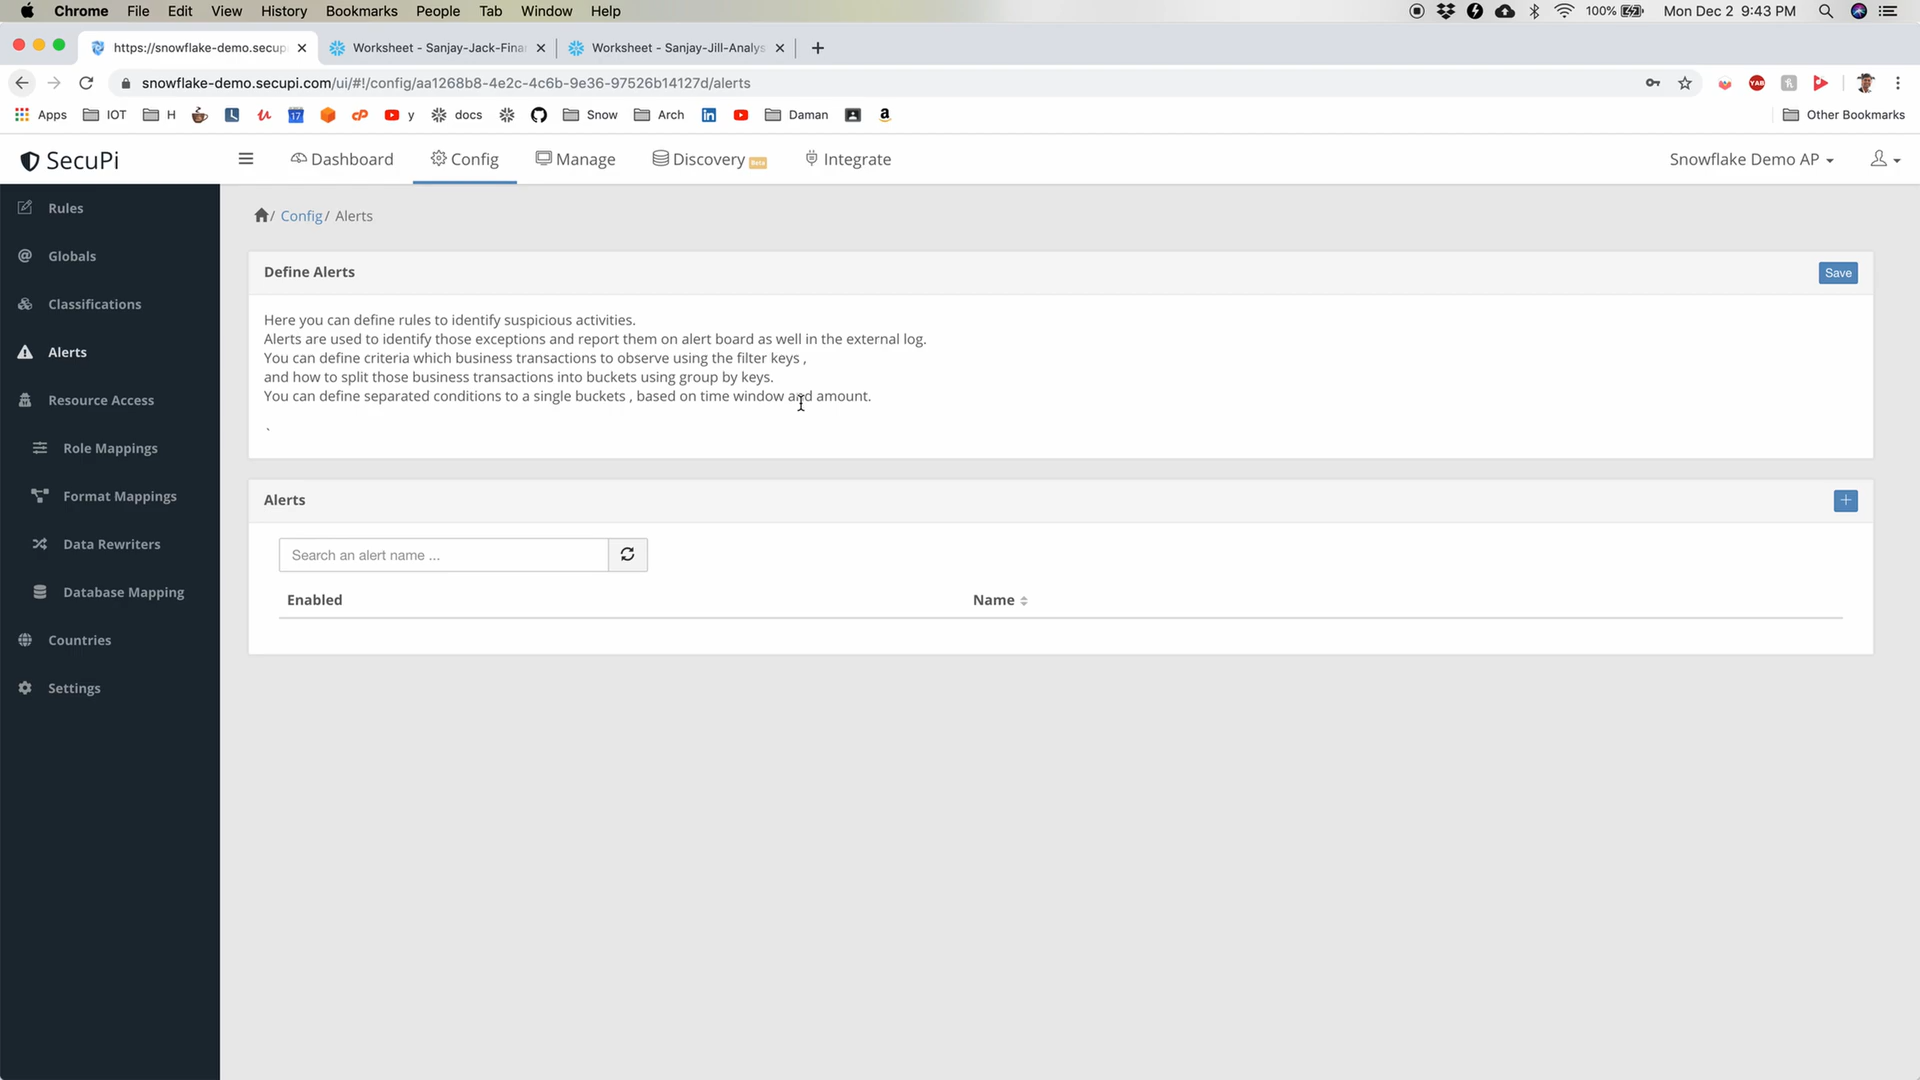 Chrome File Edit View History Bookmarks People Tab Window Help 100% Mon Dec 2 9:43 PM
https://snowflake-demo.secupi Worksheet - Sanjay-Jack-Finan Worksheet - Sanjay-Jill-Analys
snowflake-demo.secupi.com/ui/#!/config/aa1268b8-4e2c-4c6b-9e36-97526b14127d/alerts
Apps IOT H 17 y docs Snow Arch Daman Other Bookmarks
SecuPi Dashboard Config Manage Discovery Beta Integrate Snowflake Demo AP
Rules
Globals
Classifications
Alerts
Resource Access
Role Mappings
Format Mappings
Data Rewriters
Database Mapping
Countries
Settings
/ Config / Alerts
Define Alerts Save
Here you can define rules to identify suspicious activities.
Alerts are used to identify those exceptions and report them on alert board as well in the external log.
You can define criteria which business transactions to observe using the filter keys ,
and how to split those business transactions into buckets using group by keys.
You can define separated conditions to a single buckets , based on time window and amount.
`
Alerts +
Search an alert name ...
Enabled Name